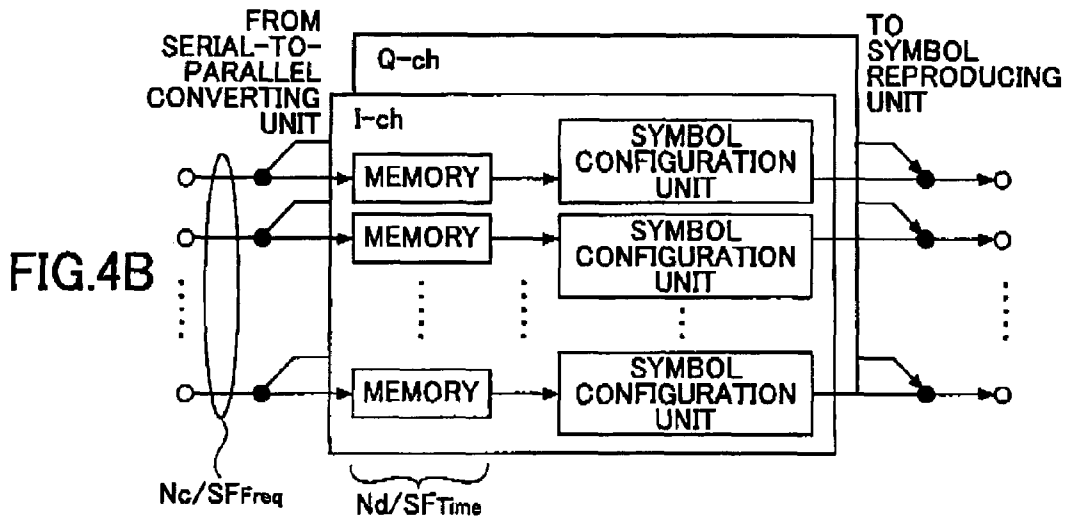 FROM
SERIAL-TO-
PARALLEL
CONVERTING
UNIT
TO
SYMBOL
REPRODUCING
UNIT
Q-ch
I-ch
MEMORY
SYMBOL
CONFIGURATION
UNIT
MEMORY
SYMBOL
CONFIGURATION
UNIT
FIG.4B
MEMORY
SYMBOL
CONFIGURATION
UNIT
Nc/SFFreq
Nd/SFTime